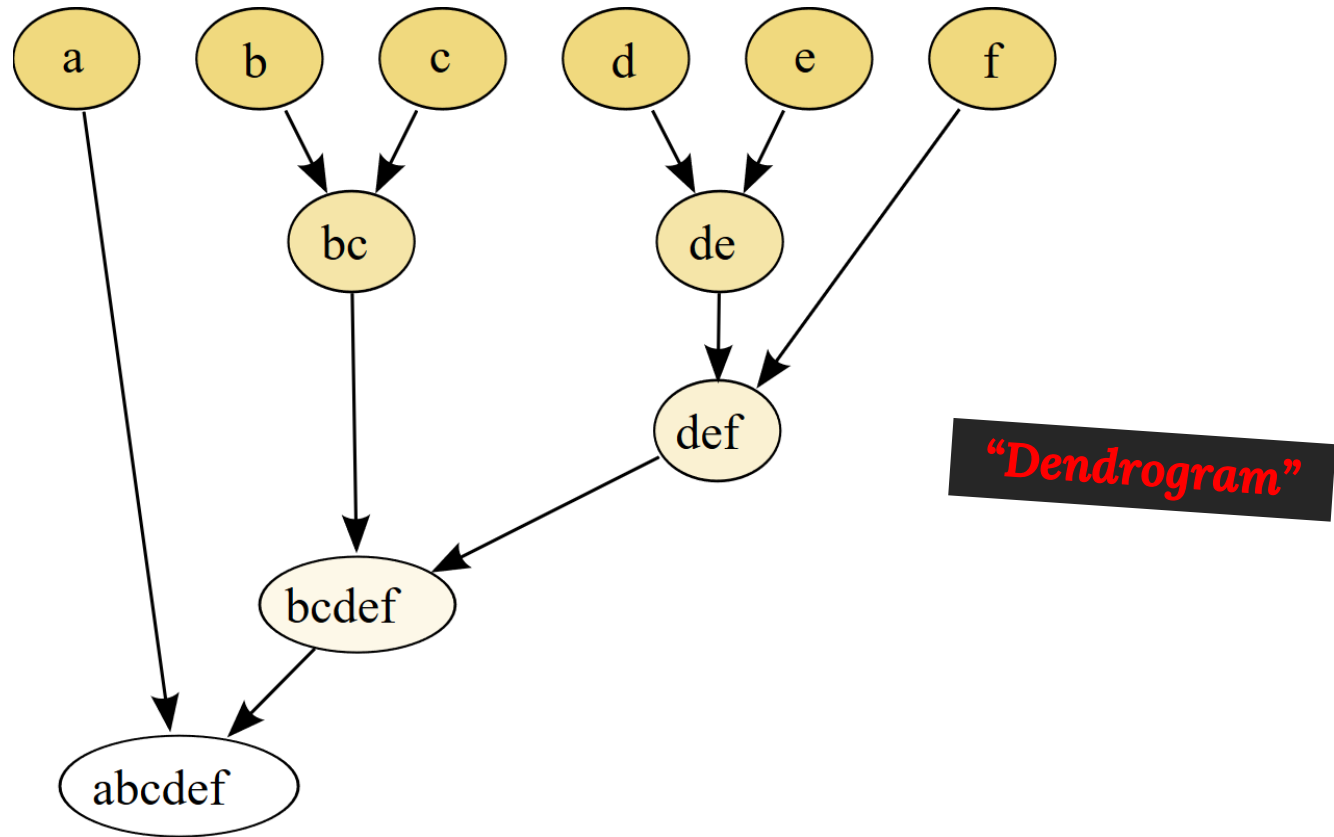 a b c d e f
bc de
def
“Dendrogram”
bcdef
abcdef